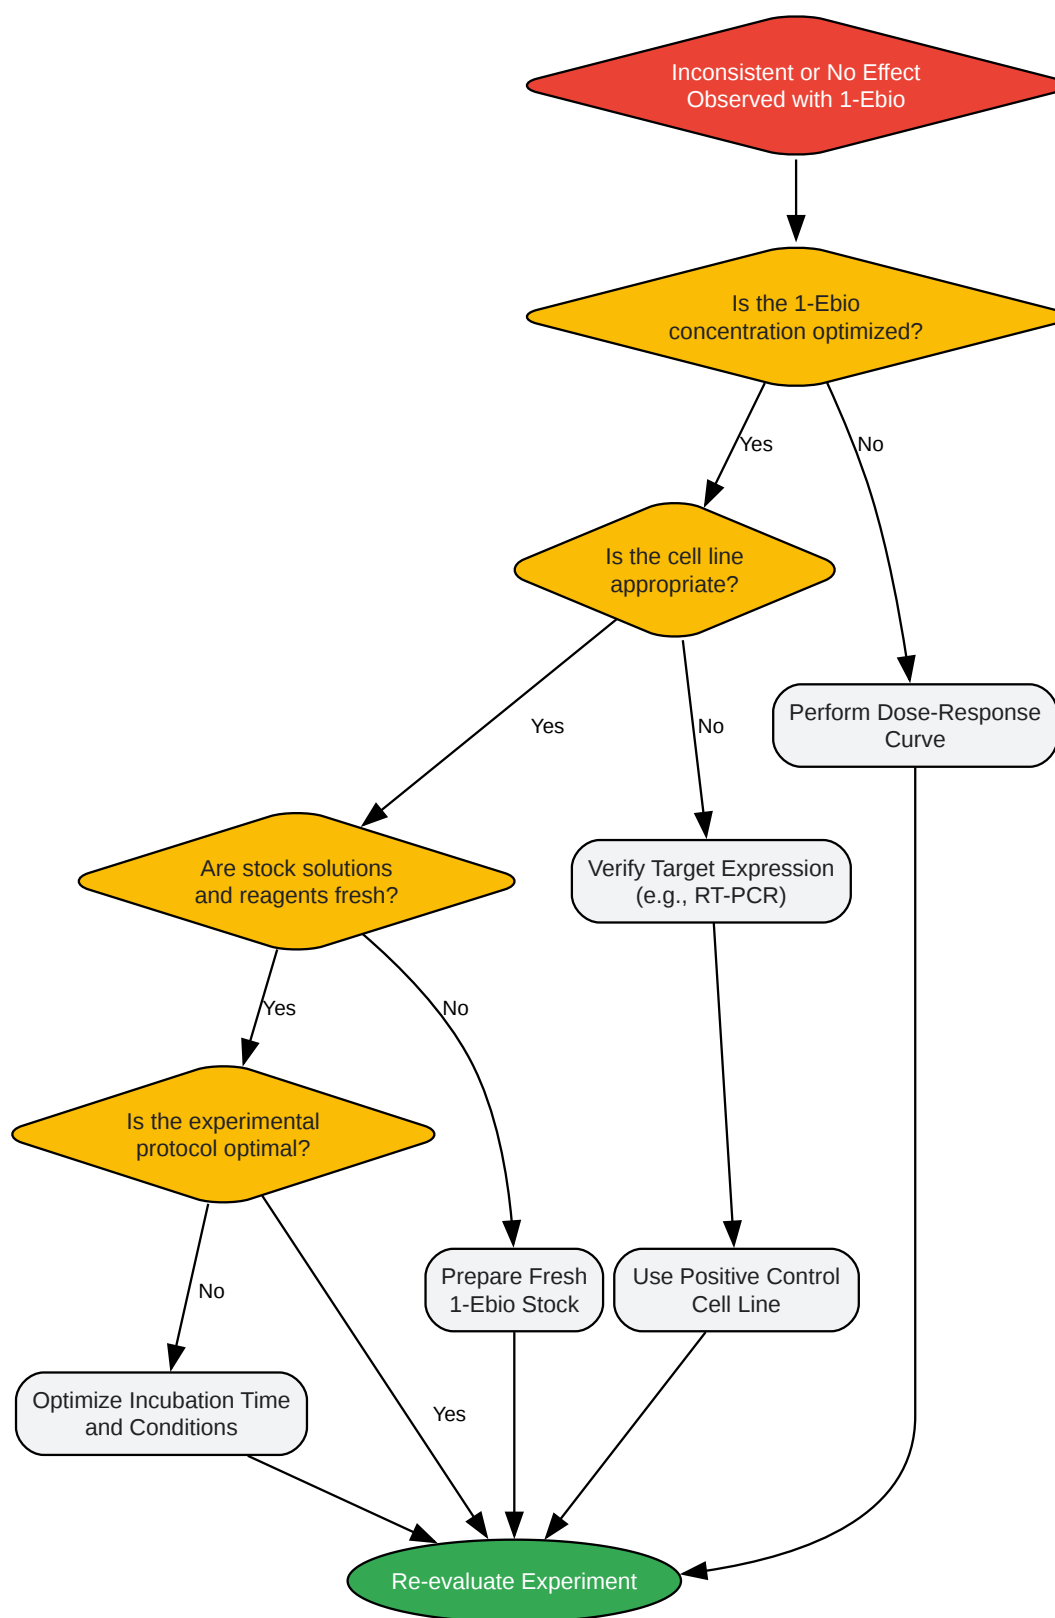 Inconsistent or No Effect
Observed with 1-Ebio
Is the 1-Ebio
concentration optimized?
Yes
No
Is the cell line
appropriate?
Perform Dose-Response
Curve
Yes
No
Are stock solutions
and reagents fresh?
Verify Target Expression
(e.g., RT-PCR)
Yes
No
Is the experimental
protocol optimal?
Prepare Fresh
1-Ebio Stock
Use Positive Control
Cell Line
No
Optimize Incubation Time
and Conditions
Yes
Re-evaluate Experiment